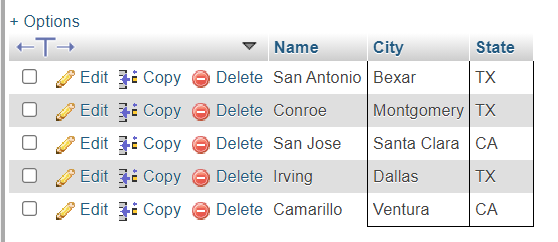 + Options
Name City State
Edit Copy Delete San Antonio Bexar TX
Edit Copy Delete Conroe Montgomery TX
Edit Copy Delete San Jose Santa Clara CA
Edit Copy Delete Irving Dallas TX
Edit Copy Delete Camarillo Ventura CA